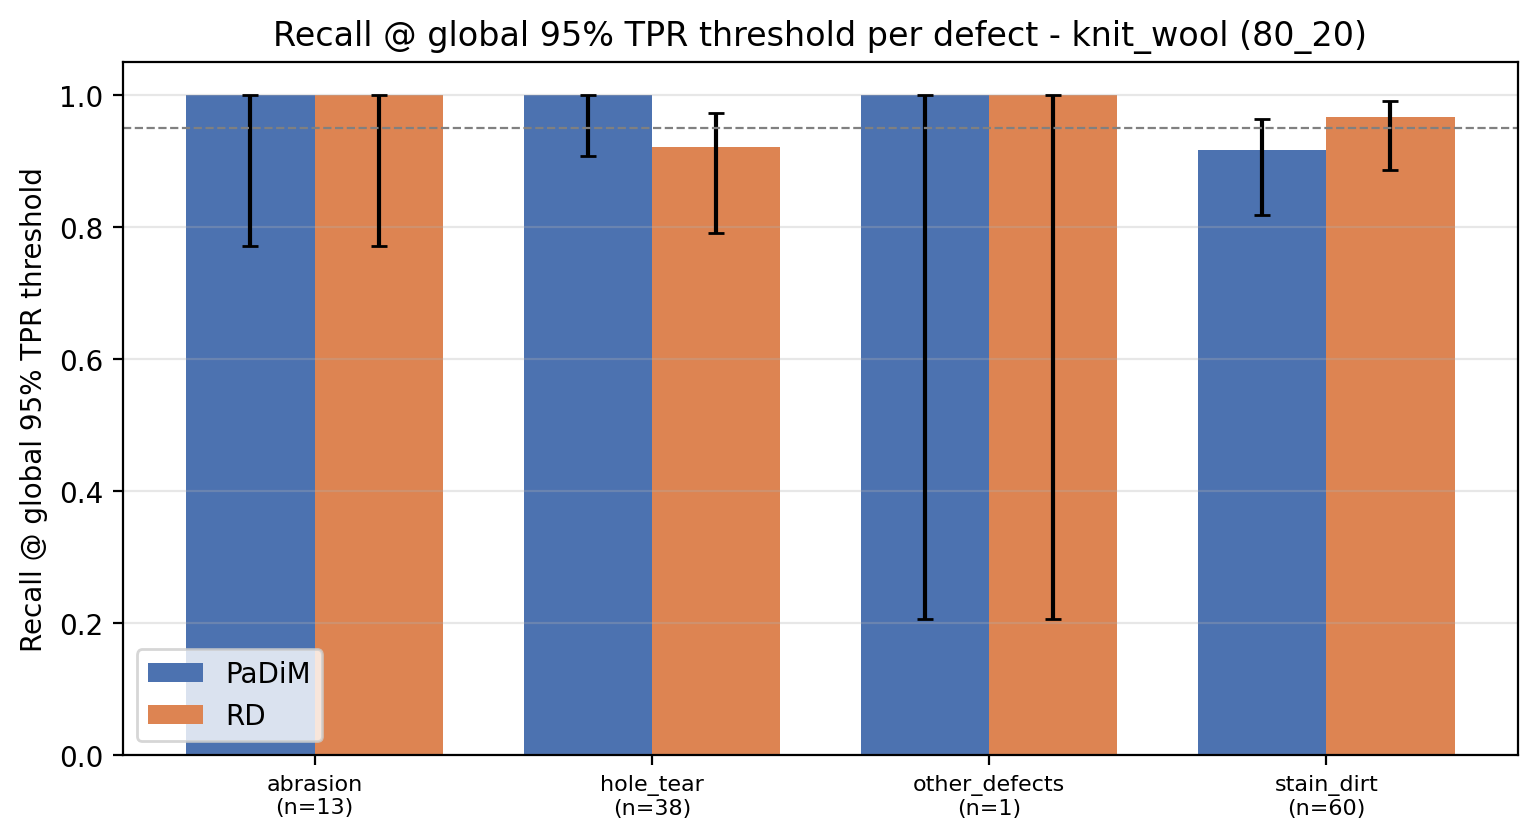 Recall @ global 95% TPR threshold per defect - knit_wool (80_20)
Recall @ global 95% TPR threshold
1.0
0.8
0.6
0.4
0.2
0.0
PaDiM
RD
abrasion
(n=13)
hole_tear
(n=38)
other_defects
(n=1)
stain_dirt
(n=60)